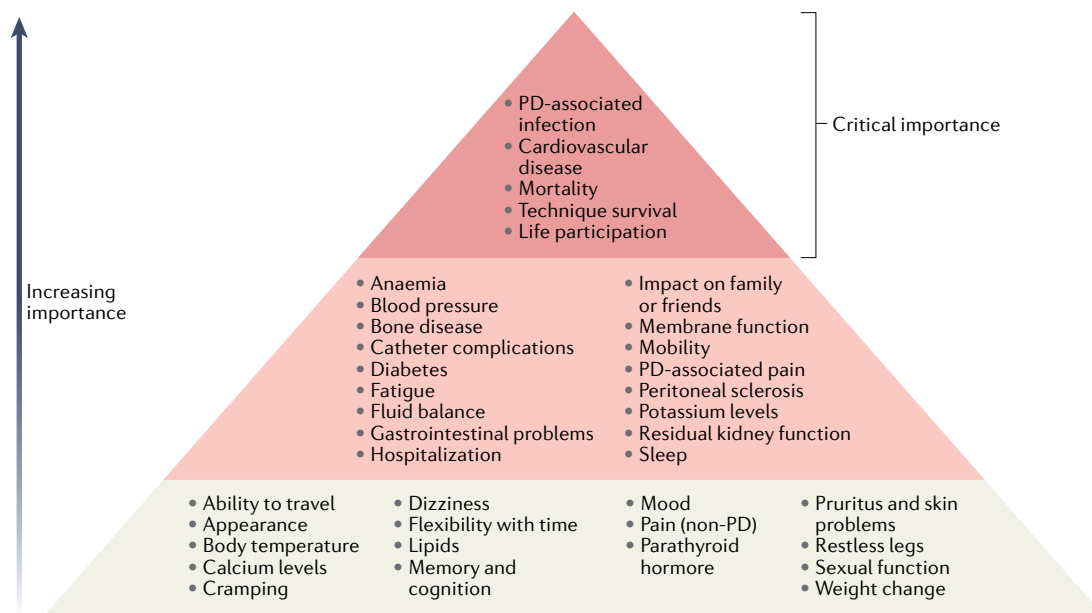 • PD-associated
infection
• Cardiovascular
disease
• Mortality
• Technique survival
• Life participation
Critical importance
Increasing
importance
• Anaemia
• Blood pressure
• Bone disease
• Catheter complications
• Diabetes
• Fatigue
• Fluid balance
• Gastrointestinal problems
• Hospitalization
• Impact on family
or friends
• Membrane function
• Mobility
• PD-associated pain
• Peritoneal sclerosis
• Potassium levels
• Residual kidney function
• Sleep
• Ability to travel
• Appearance
• Body temperature
• Calcium levels
• Cramping
• Dizziness
• Flexibility with time
• Lipids
• Memory and
cognition
• Mood
• Pain (non-PD)
• Parathyroid
hormore
• Pruritus and skin
problems
• Restless legs
• Sexual function
• Weight change